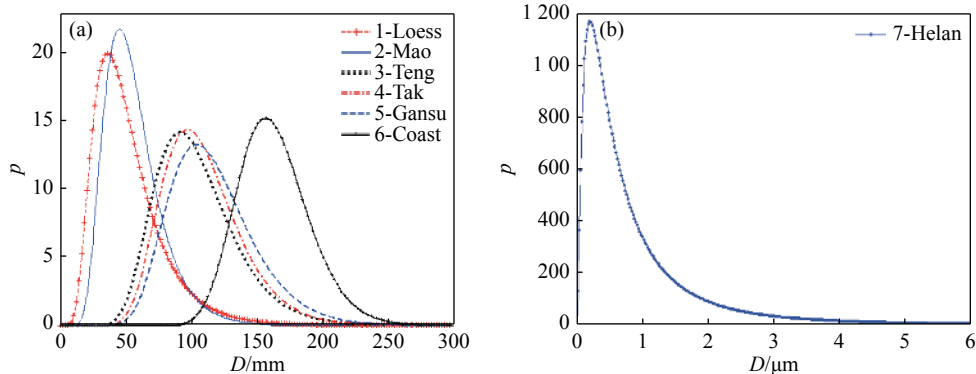 (a)
1-Loess
2-Mao
3-Teng
4-Tak
5-Gansu
6-Coast
20
15
10
5
0
p
0 50 100 150 200 250 300
D/mm
(b)
7-Helan
1 200
1 000
800
600
400
200
0
p
0 1 2 3 4 5 6
D/μm